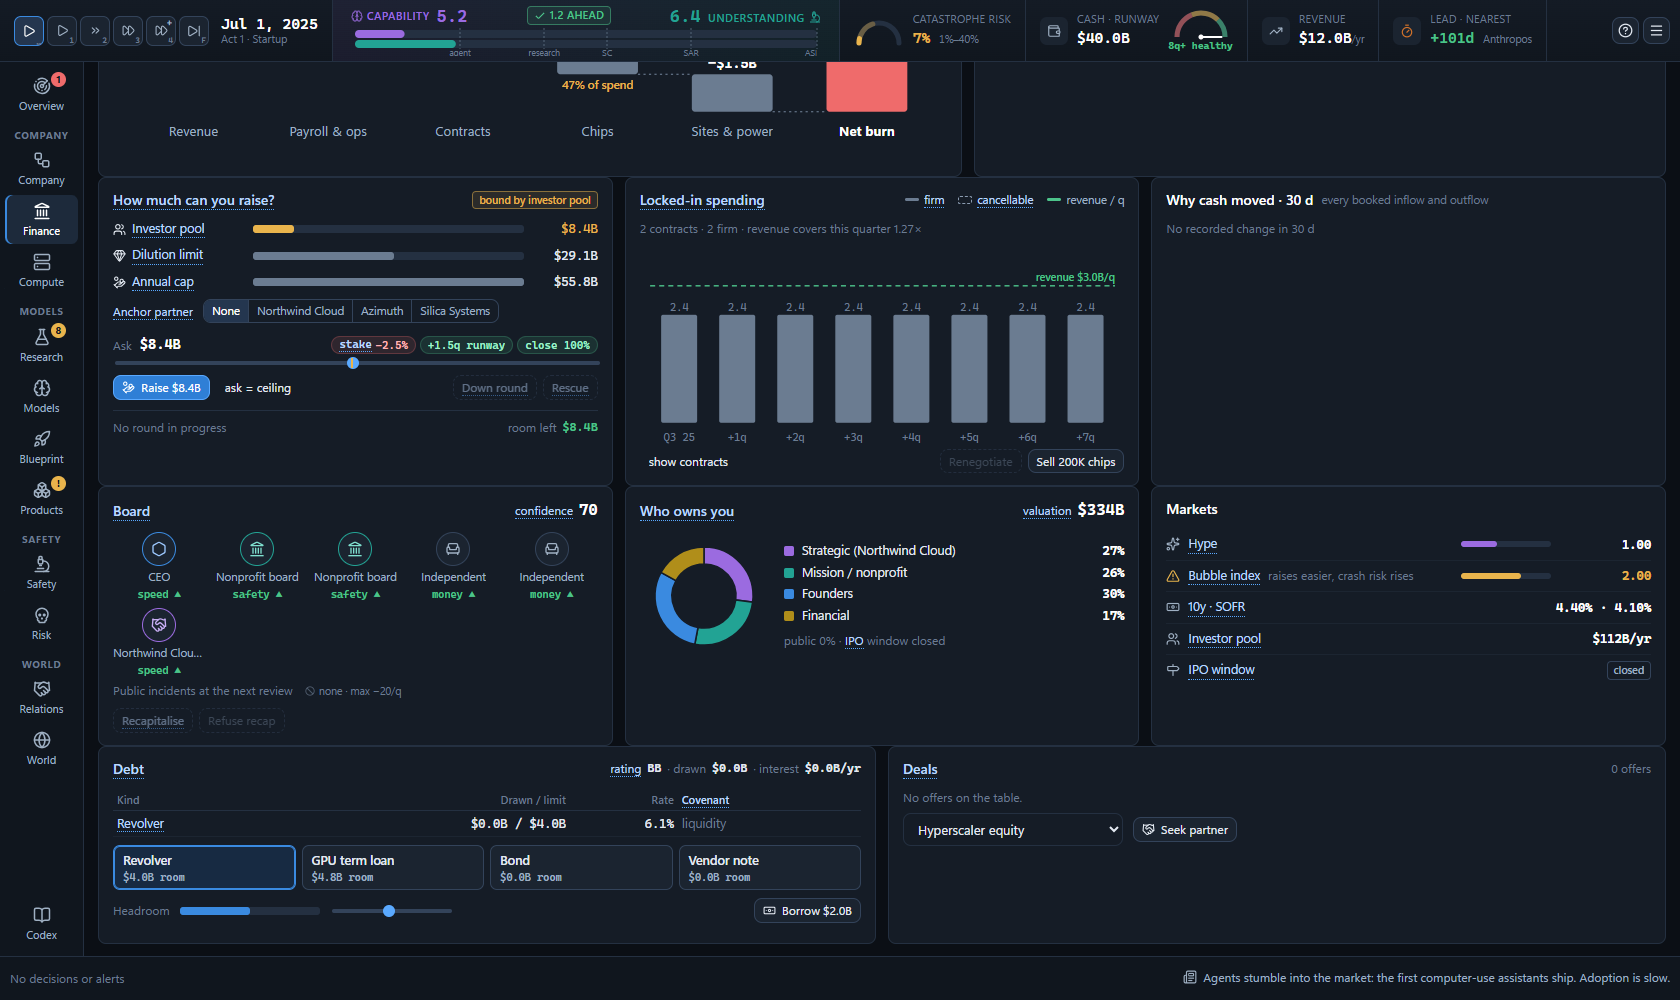 Jul 1, 2025
Act 1 · Startup
1
2
3
4
F
CAPABILITY 5.2
1.2 AHEAD
6.4 UNDERSTANDING
agent
research
SC
SAR
ASI
CATASTROPHE RISK
7% 1%–40%
CASH · RUNWAY
$40.0B
8q+ healthy
REVENUE
$12.0B/yr
LEAD · NEAREST
+101d Anthropos
Overview
1
COMPANY
Company
Finance
Compute
MODELS
Research
8
Models
Blueprint
Products
!
SAFETY
Safety
Risk
WORLD
Relations
World
Codex
47% of spend
−$1.5B
Revenue
Payroll & ops
Contracts
Chips
Sites & power
Net burn
How much can you raise?
bound by investor pool
Investor pool
$8.4B
Dilution limit
$29.1B
Annual cap
$55.8B
Anchor partner
None
Northwind Cloud
Azimuth
Silica Systems
Ask $8.4B
stake −2.5%
+1.5q runway
close 100%
Raise $8.4B
ask = ceiling
Down round
Rescue
No round in progress
room left $8.4B
Locked-in spending
firm
cancellable
revenue / q
2 contracts · 2 firm · revenue covers this quarter 1.27×
revenue $3.0B/q
2.4 2.4 2.4 2.4 2.4 2.4 2.4 2.4
Q3 25 +1q +2q +3q +4q +5q +6q +7q
show contracts
Renegotiate
Sell 200K chips
Why cash moved · 30 d every booked inflow and outflow
No recorded change in 30 d
Board
confidence 70
CEO
speed ▲
Nonprofit board
safety ▲
Nonprofit board
safety ▲
Independent
money ▲
Independent
money ▲
Northwind Clou...
speed ▲
Public incidents at the next review
none · max −20/q
Recapitalise
Refuse recap
Who owns you
valuation $334B
Strategic (Northwind Cloud) 27%
Mission / nonprofit 26%
Founders 30%
Financial 17%
public 0% · IPO window closed
Markets
Hype 1.00
Bubble index raises easier, crash risk rises 2.00
10y · SOFR 4.40% · 4.10%
Investor pool $112B/yr
IPO window closed
Debt
rating BB · drawn $0.0B · interest $0.0B/yr
Kind Drawn / limit Rate Covenant
Revolver $0.0B / $4.0B 6.1% liquidity
Revolver
$4.0B room
GPU term loan
$4.8B room
Bond
$0.0B room
Vendor note
$0.0B room
Headroom
Borrow $2.0B
Deals
0 offers
No offers on the table.
Hyperscaler equity
Seek partner
No decisions or alerts
Agents stumble into the market: the first computer-use assistants ship. Adoption is slow.